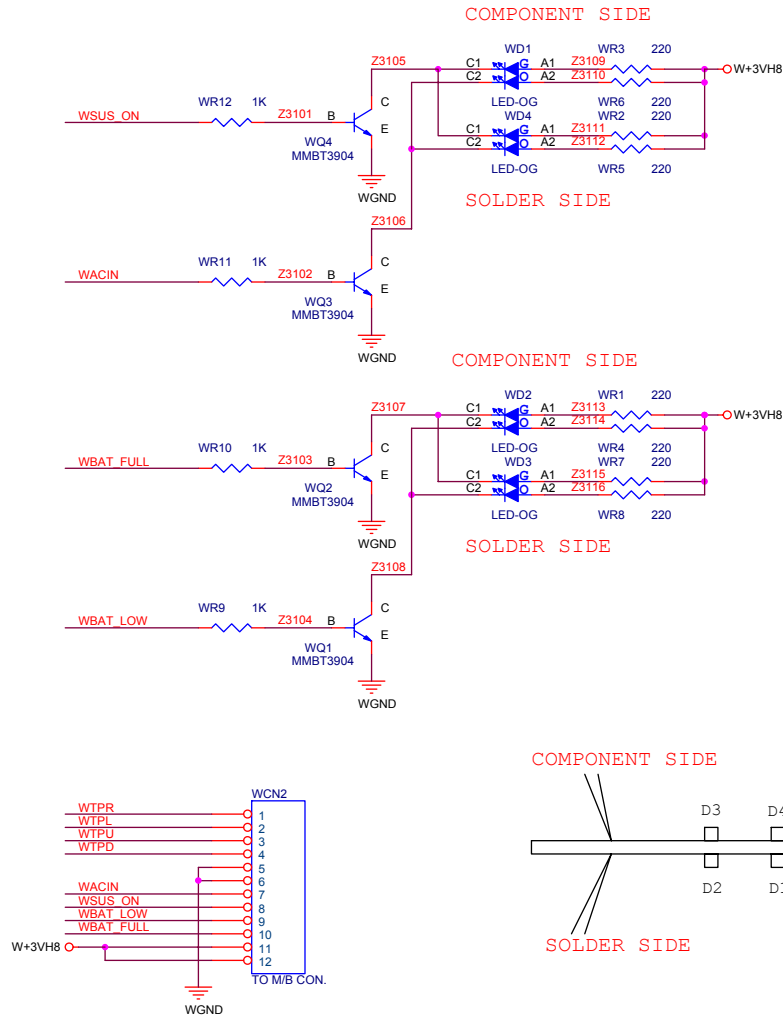 COMPONENT SIDE
Z3105 C1 WD1 G A1 Z3109 WR3 220 W+3VH8
C2 O A2 Z3110
WR12 1K C LED-OG WR6 220
WSUS_ON Z3101 B WD4 WR2 220
E C1 G A1 Z3111
WQ4 C2 O A2 Z3112
MMBT3904 LED-OG WR5 220
WGND SOLDER SIDE
Z3106
WR11 1K C
WACIN Z3102 B
E
WQ3
MMBT3904
WGND COMPONENT SIDE
Z3107 C1 WD2 G A1 Z3113 WR1 220 W+3VH8
C2 O A2 Z3114
WR10 1K C LED-OG WR4 220
WBAT_FULL Z3103 B WD3 WR7 220
E C1 G A1 Z3115
WQ2 C2 O A2 Z3116
MMBT3904 LED-OG WR8 220
WGND SOLDER SIDE
Z3108
WR9 1K C
WBAT_LOW Z3104 B
E
WQ1
MMBT3904
WGND
WCN2
WTPR 1
WTPL 2
WTPU 3
WTPD 4
5
6
WACIN 7
WSUS_ON 8
WBAT_LOW 9
WBAT_FULL 10
W+3VH8 11
12
TO M/B CON.
WGND
COMPONENT SIDE
D3 D4
D2
SOLDER SIDE